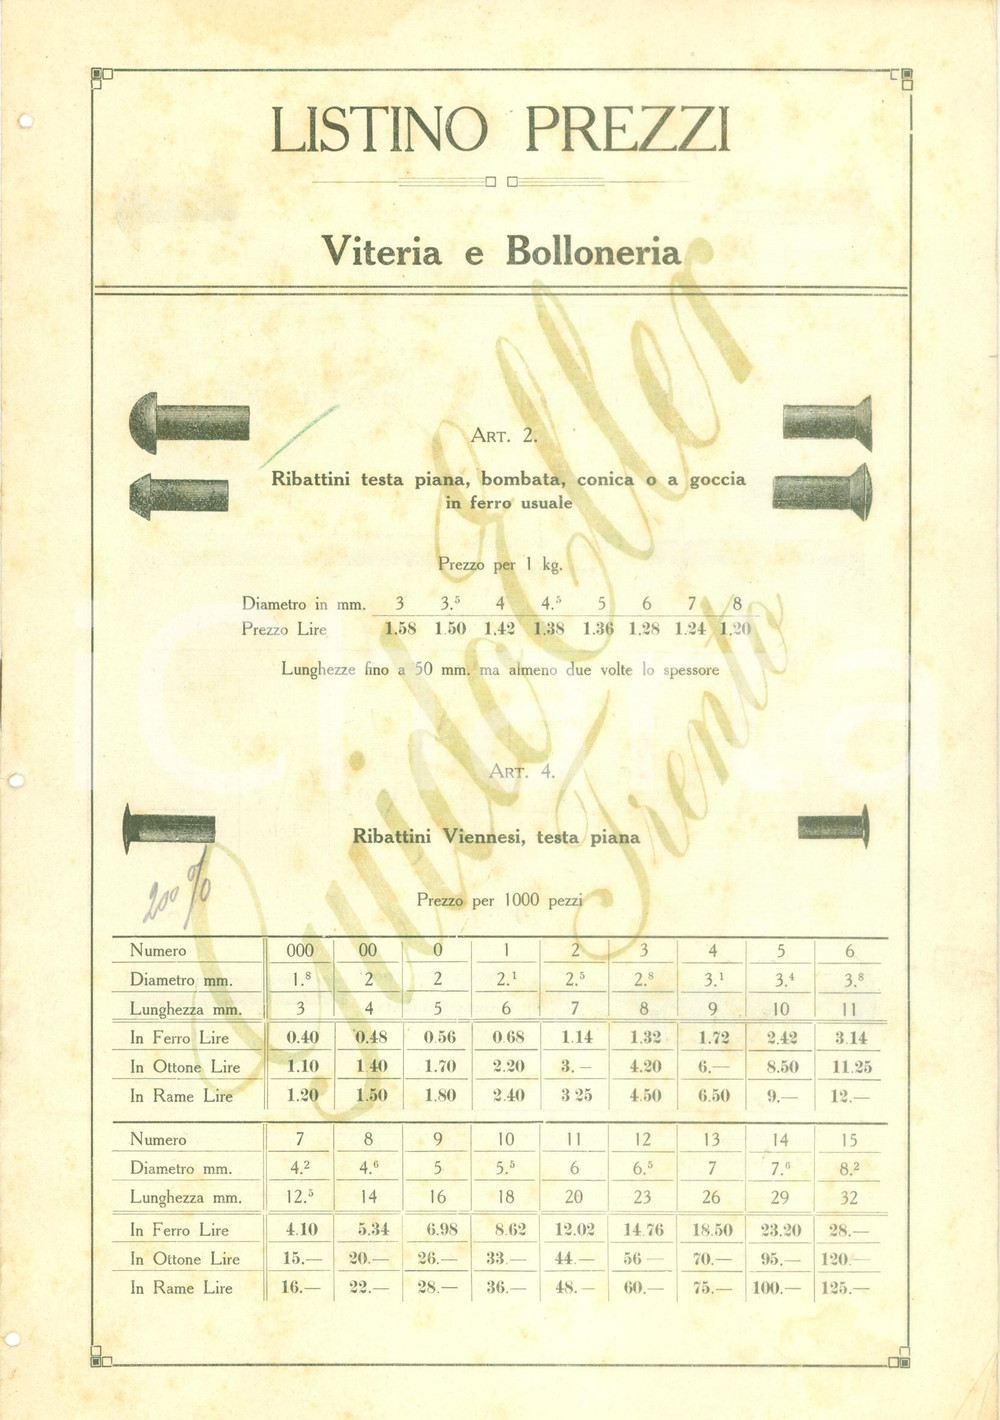 LISTINO PREZZI
Viteria e Bolloneria
Guido Eller
Trento
ART. 2.
Ribattini testa piana, bombata, conica o a goccia
in ferro usuale
Prezzo per 1 kg.
Diametro in mm. 3 3.⁵ 4 4.⁵ 5 6 7 8
Prezzo Lire 1.58 1.50 1.42 1.38 1.36 1.28 1.24 1.20
Lunghezze fino a 50 mm. ma almeno due volte lo spessore
ART. 4.
Ribattini Viennesi, testa piana
200 %
Prezzo per 1000 pezzi
Numero 000 00 0 1 2 3 4 5 6
Diametro mm. 1.⁸ 2 2 2.¹ 2.⁵ 2.⁸ 3.¹ 3.⁴ 3.⁸
Lunghezza mm. 3 4 5 6 7 8 9 10 11
In Ferro Lire 0.40 0.48 0.56 0.68 1.14 1.32 1.72 2.42 3.14
In Ottone Lire 1.10 1.40 1.70 2.20 3.— 4.20 6.— 8.50 11.25
In Rame Lire 1.20 1.50 1.80 2.40 3 25 4.50 6.50 9.— 12.—
Numero 7 8 9 10 11 12 13 14 15
Diametro mm. 4.² 4.⁶ 5 5.⁵ 6 6.⁵ 7 7.⁶ 8.²
Lunghezza mm. 12.⁵ 14 16 18 20 23 26 29 32
In Ferro Lire 4.10 5.34 6.98 8.62 12.02 14.76 18.50 23.20 28.—
In Ottone Lire 15.— 20.— 26.— 33.— 44.— 56.— 70.— 95.— 120.—
In Rame Lire 16.— 22.— 28.— 36.— 48.— 60.— 75.— 100.— 125.—